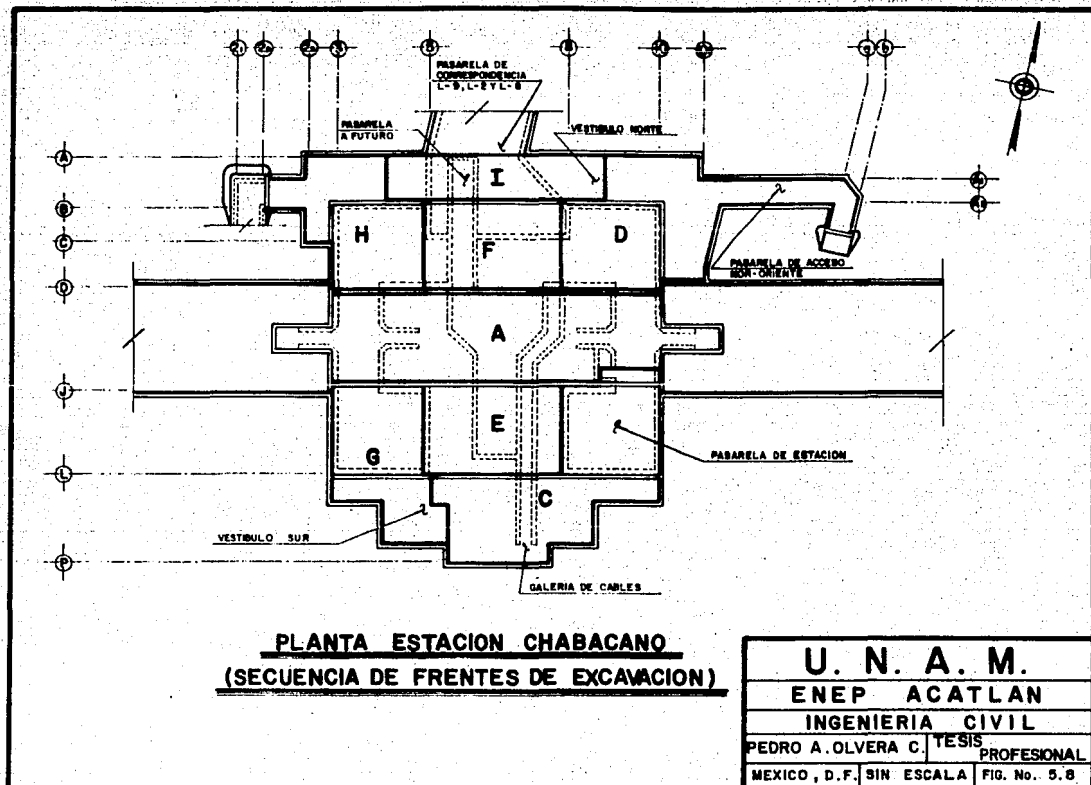 PASARELA DE
CORRESPONDENCIA
L-9, L-2 Y L-8
PASARELA
A FUTURO
VESTIBULO NORTE
A
B
C
D
J
L
P
I
H
F
D
A
E
G
C
PASARELA DE ACCESO
NOR-ORIENTE
PASARELA DE ESTACION
VESTIBULO SUR
GALERIA DE CABLES
PLANTA ESTACION CHABACANO
(SECUENCIA DE FRENTES DE EXCAVACION)
U. N. A. M.
ENEP ACATLAN
INGENIERIA CIVIL
PEDRO A. OLVERA C.
TESIS PROFESIONAL
MEXICO, D.F.
SIN ESCALA
FIG. No. 5.8